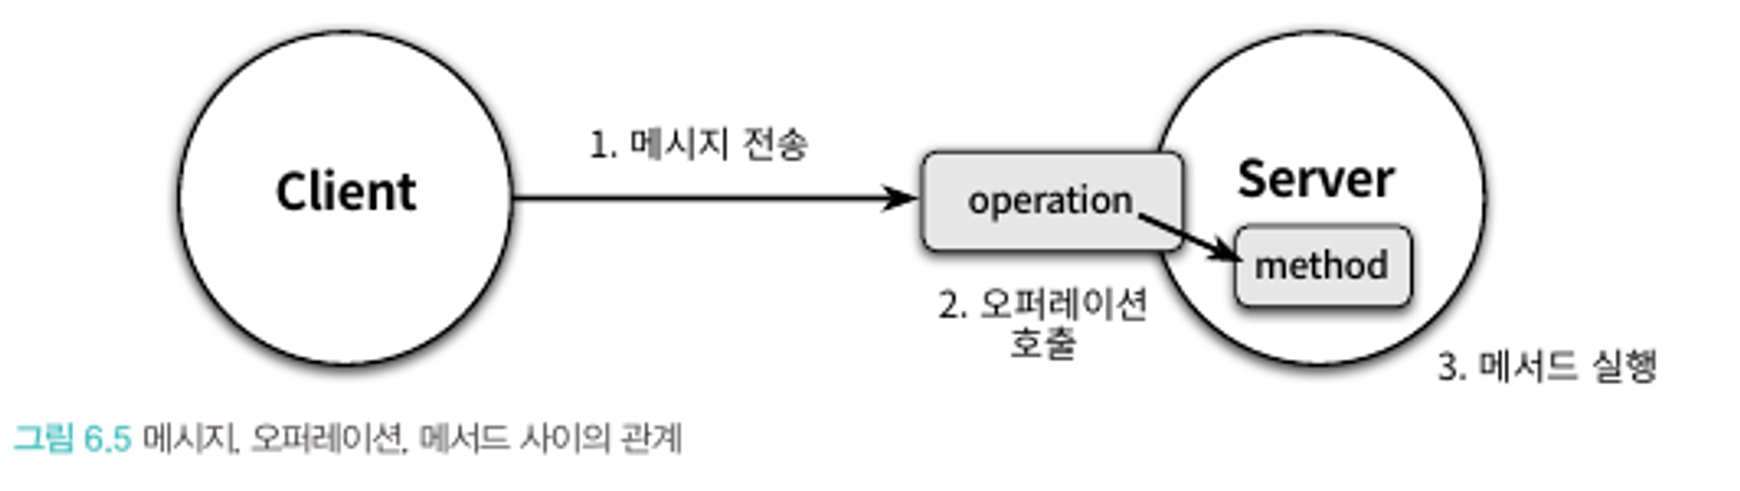 Client
1. 메시지 전송
operation
Server
method
2. 오퍼레이션
호출
3. 메서드 실행
그림 6.5 메시지, 오퍼레이션, 메서드 사이의 관계